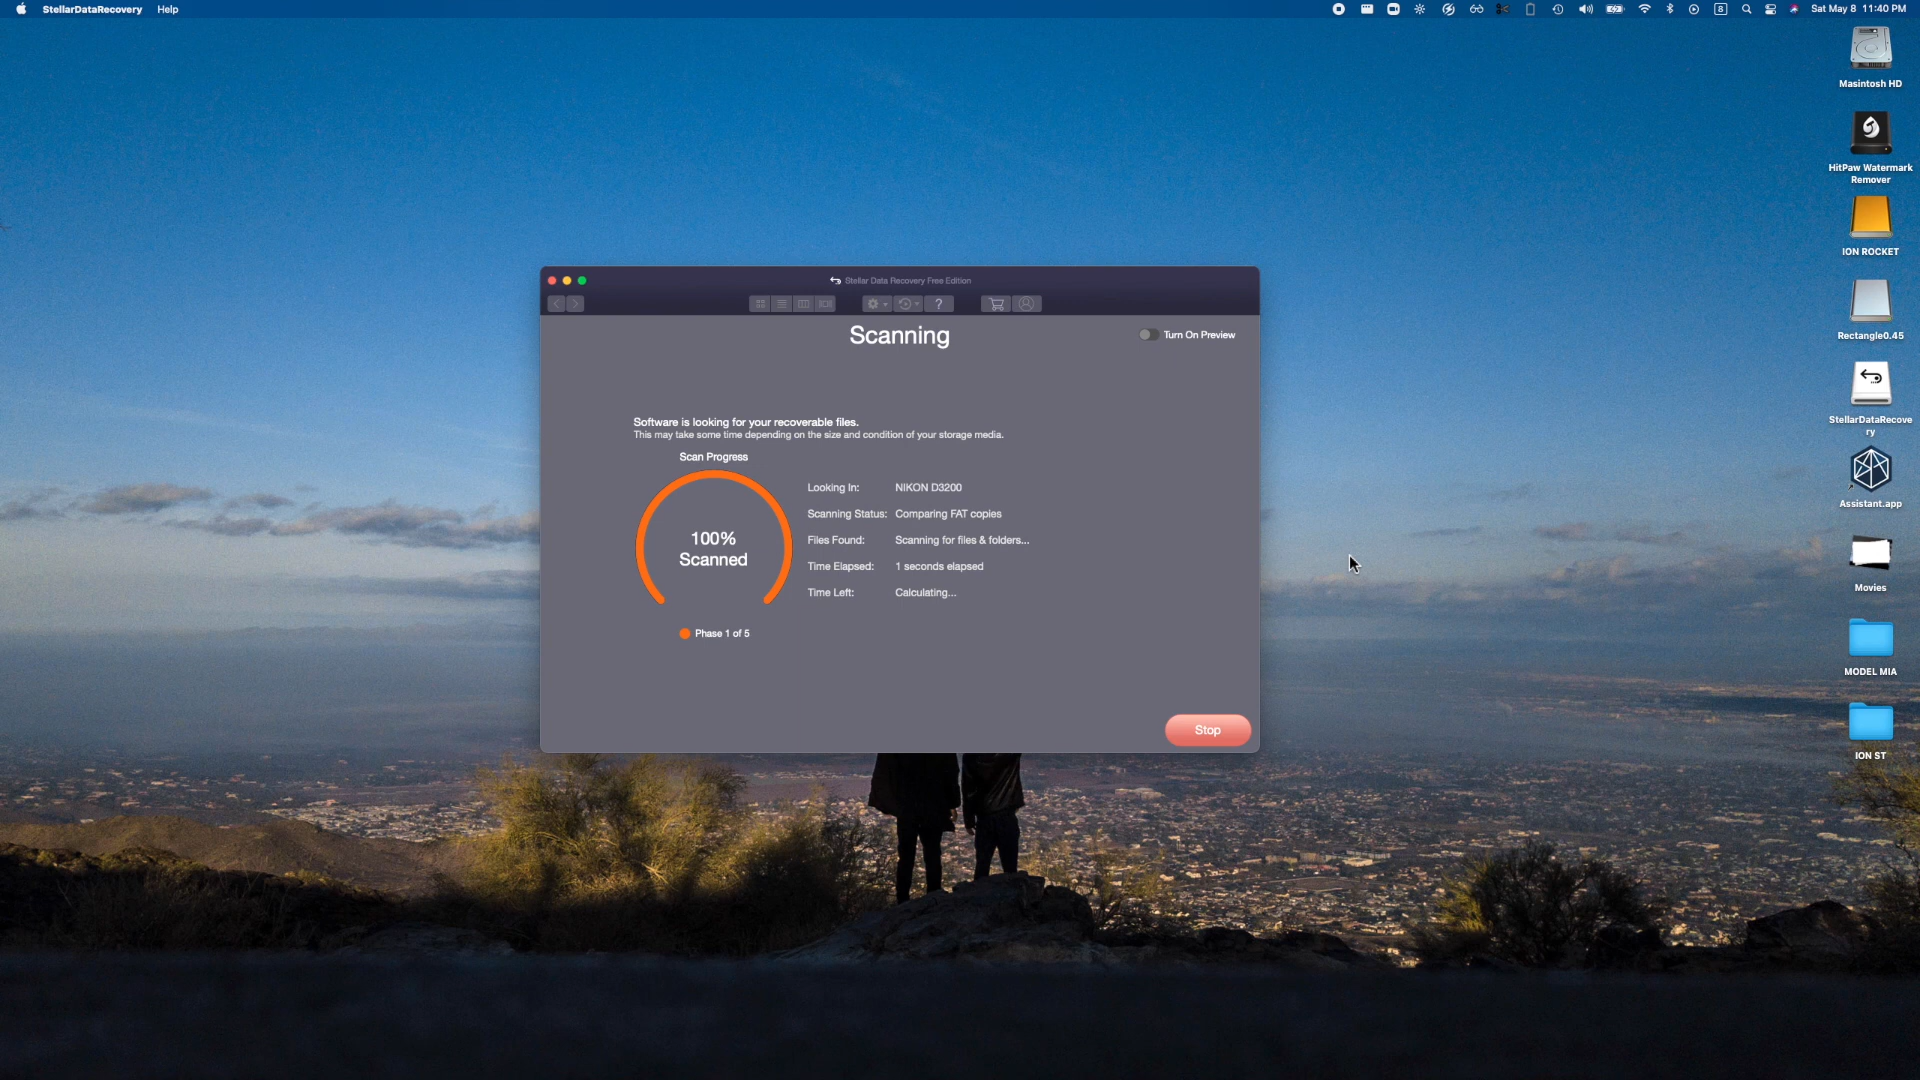 StellarDataRecovery Help
8 Sat May 8 11:40 PM
Masintosh HD
HitPaw Watermark
Remover
ION ROCKET
Rectangle0.45
StellarDataRecove
ry
Assistant.app
Movies
MODEL MIA
ION ST
Stellar Data Recovery Free Edition
?
Scanning
Turn On Preview
Software is looking for your recoverable files.
This may take some time depending on the size and condition of your storage media.
Scan Progress
100%
Scanned
Phase 1 of 5
Looking In: NIKON D3200
Scanning Status: Comparing FAT copies
Files Found: Scanning for files & folders...
Time Elapsed: 1 seconds elapsed
Time Left: Calculating...
Stop